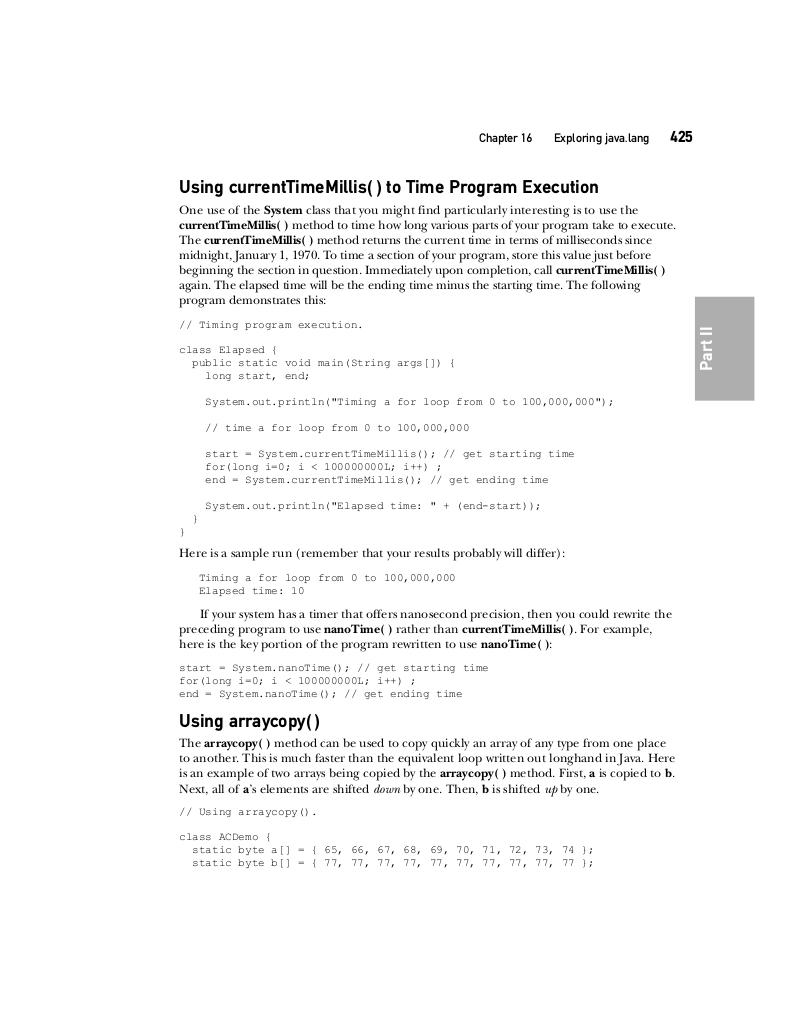 Chapter 16 Exploring java.lang 425
Using currentTimeMillis( ) to Time Program Execution
One use of the System class that you might find particularly interesting is to use the
currentTimeMillis( ) method to time how long various parts of your program take to execute.
The currentTimeMillis( ) method returns the current time in terms of milliseconds since
midnight, January 1, 1970. To time a section of your program, store this value just before
beginning the section in question. Immediately upon completion, call currentTimeMillis( )
again. The elapsed time will be the ending time minus the starting time. The following
program demonstrates this:
// Timing program execution.
class Elapsed {
  public static void main(String args[]) {
    long start, end;
    System.out.println("Timing a for loop from 0 to 100,000,000");
    // time a for loop from 0 to 100,000,000
    start = System.currentTimeMillis(); // get starting time
    for(long i=0; i < 100000000L; i++) ;
    end = System.currentTimeMillis(); // get ending time
    System.out.println("Elapsed time: " + (end-start));
  }
}
Here is a sample run (remember that your results probably will differ):
Timing a for loop from 0 to 100,000,000
Elapsed time: 10
If your system has a timer that offers nanosecond precision, then you could rewrite the
preceding program to use nanoTime( ) rather than currentTimeMillis( ). For example,
here is the key portion of the program rewritten to use nanoTime( ):
start = System.nanoTime(); // get starting time
for(long i=0; i < 100000000L; i++) ;
end = System.nanoTime(); // get ending time
Using arraycopy( )
The arraycopy( ) method can be used to copy quickly an array of any type from one place
to another. This is much faster than the equivalent loop written out longhand in Java. Here
is an example of two arrays being copied by the arraycopy( ) method. First, a is copied to b.
Next, all of a's elements are shifted down by one. Then, b is shifted up by one.
// Using arraycopy().
class ACDemo {
  static byte a[] = { 65, 66, 67, 68, 69, 70, 71, 72, 73, 74 };
  static byte b[] = { 77, 77, 77, 77, 77, 77, 77, 77, 77, 77 };
Part II